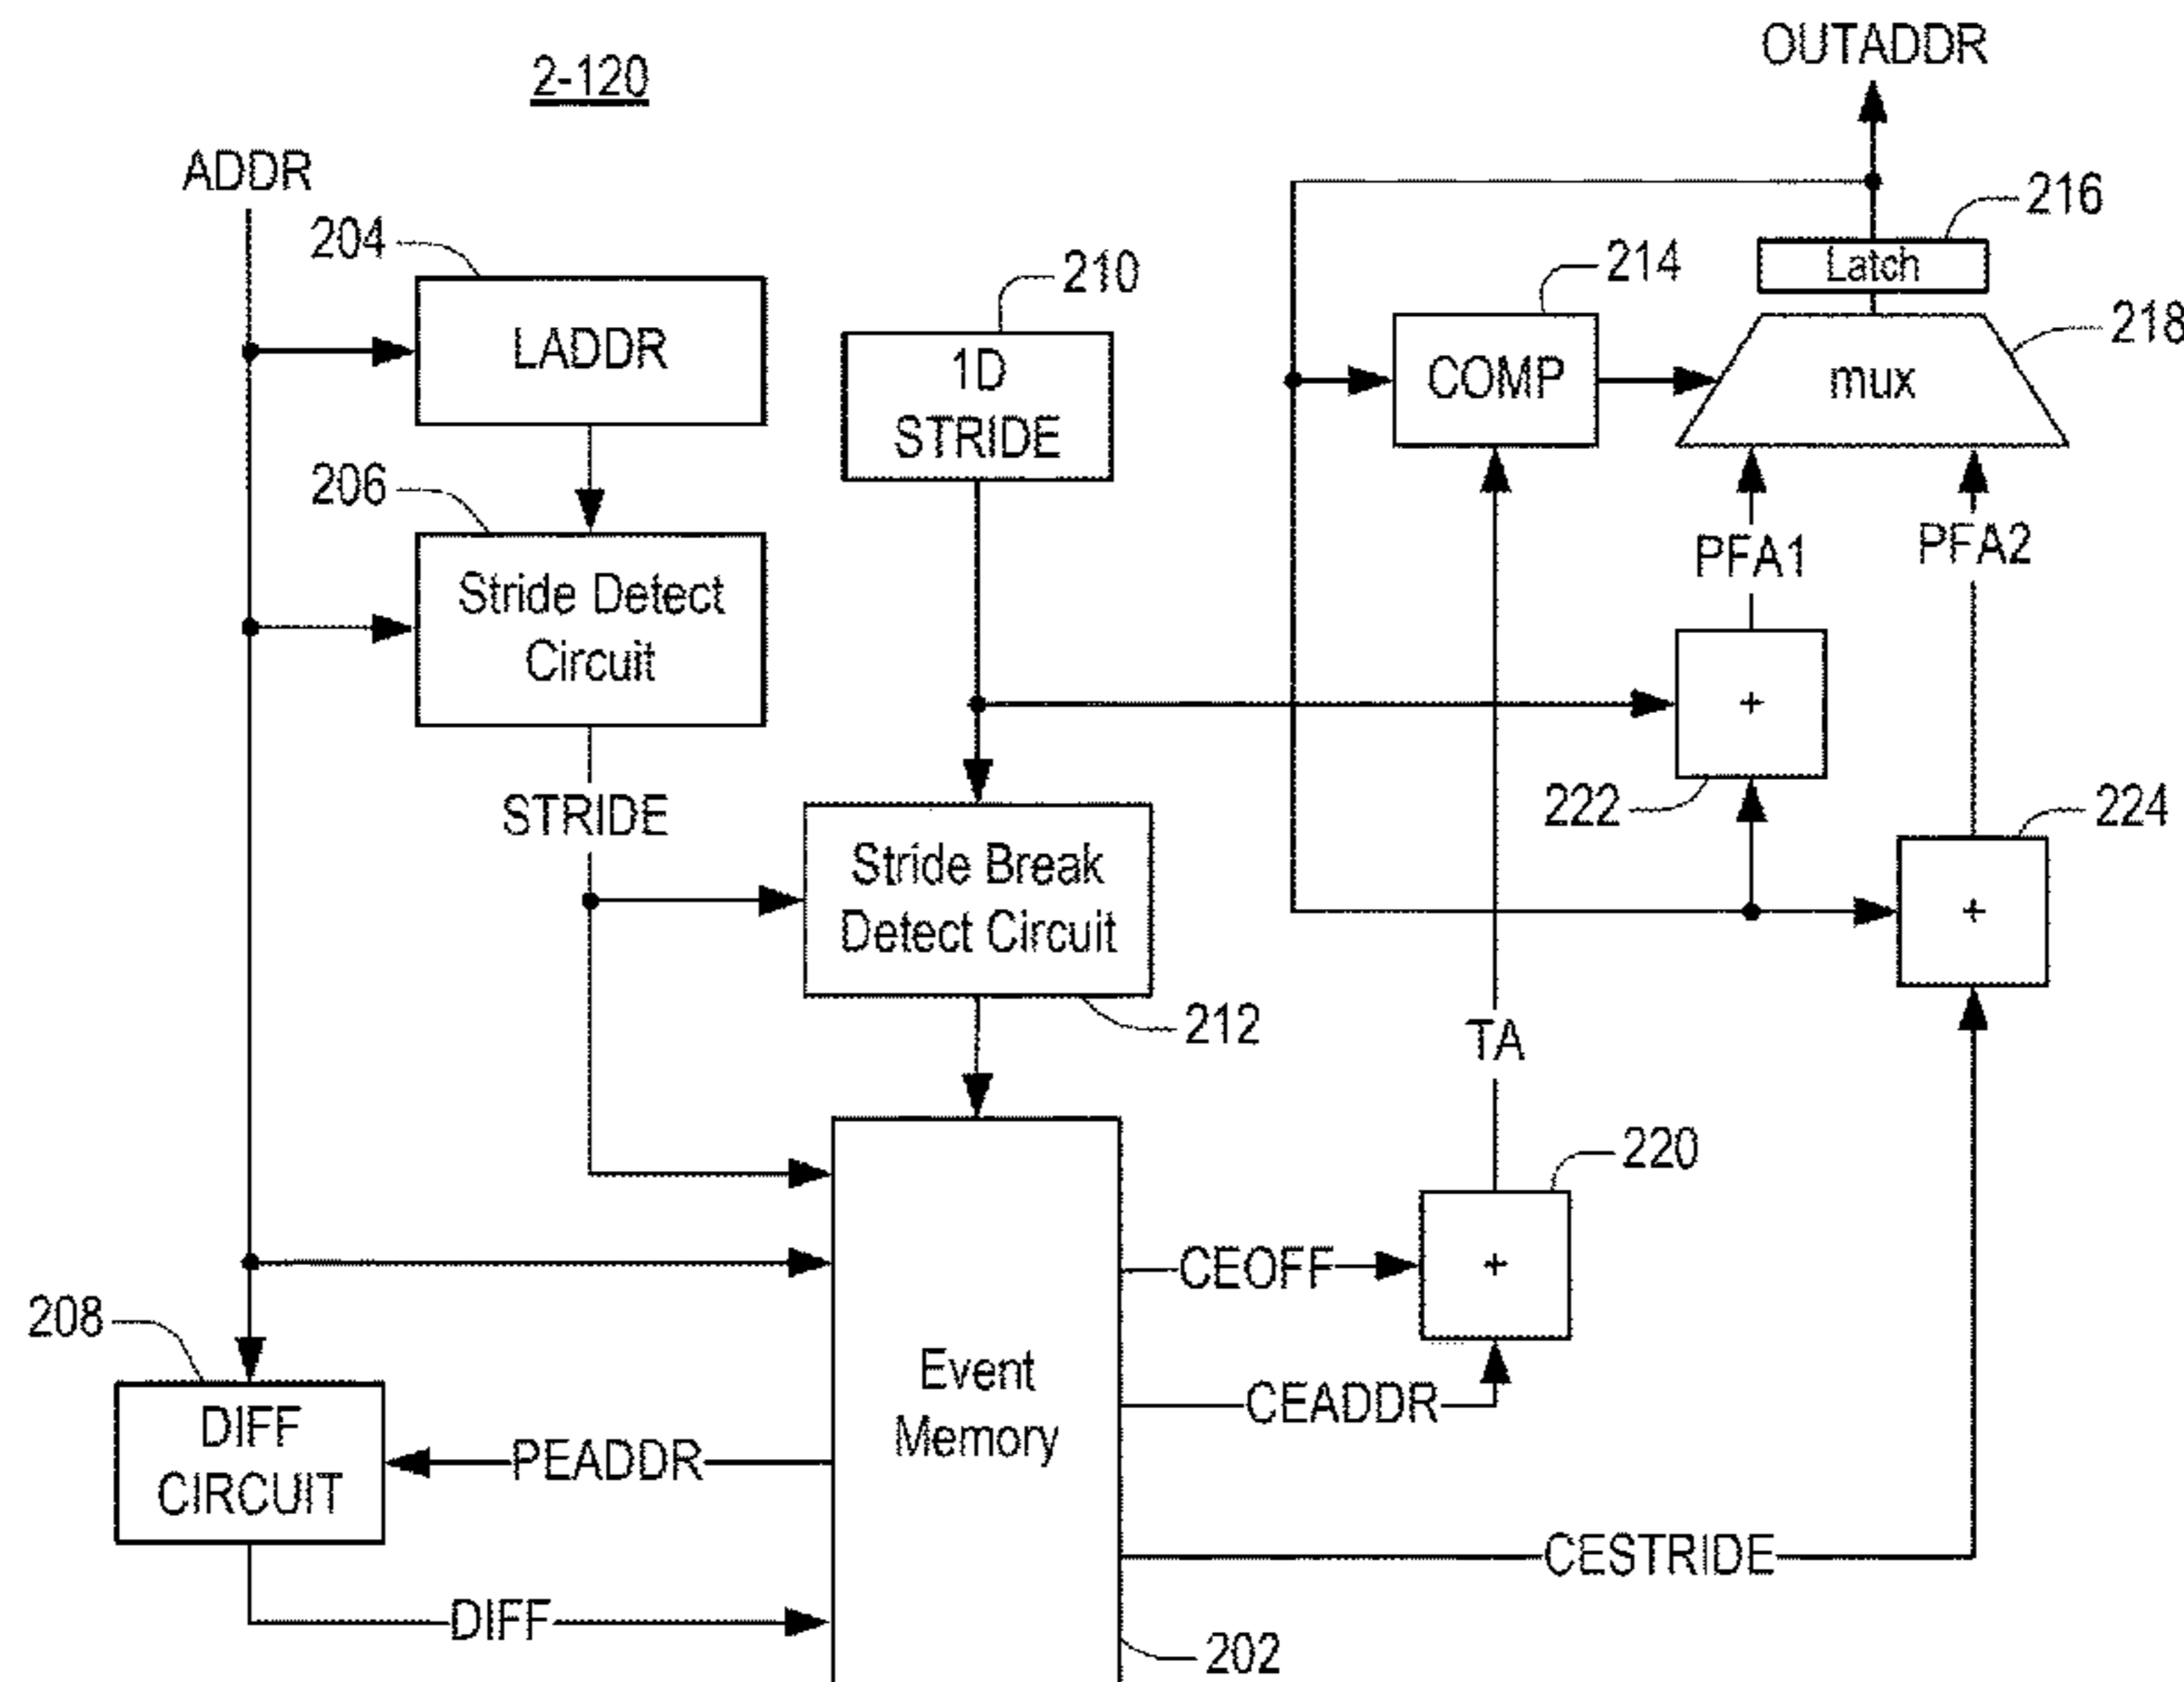 OUTADDR
2-120
ADDR
216
204
210
214
Latch
218
LADDR
1D
STRIDE
COMP
mux
206
PFA1
PFA2
Stride Detect
Circuit
+
STRIDE
222
224
Stride Break
Detect Circuit
+
212
TA
220
CEOFF
+
208
Event
Memory
CEADDR
DIFF
CIRCUIT
PEADDR
CESTRIDE
DIFF
202